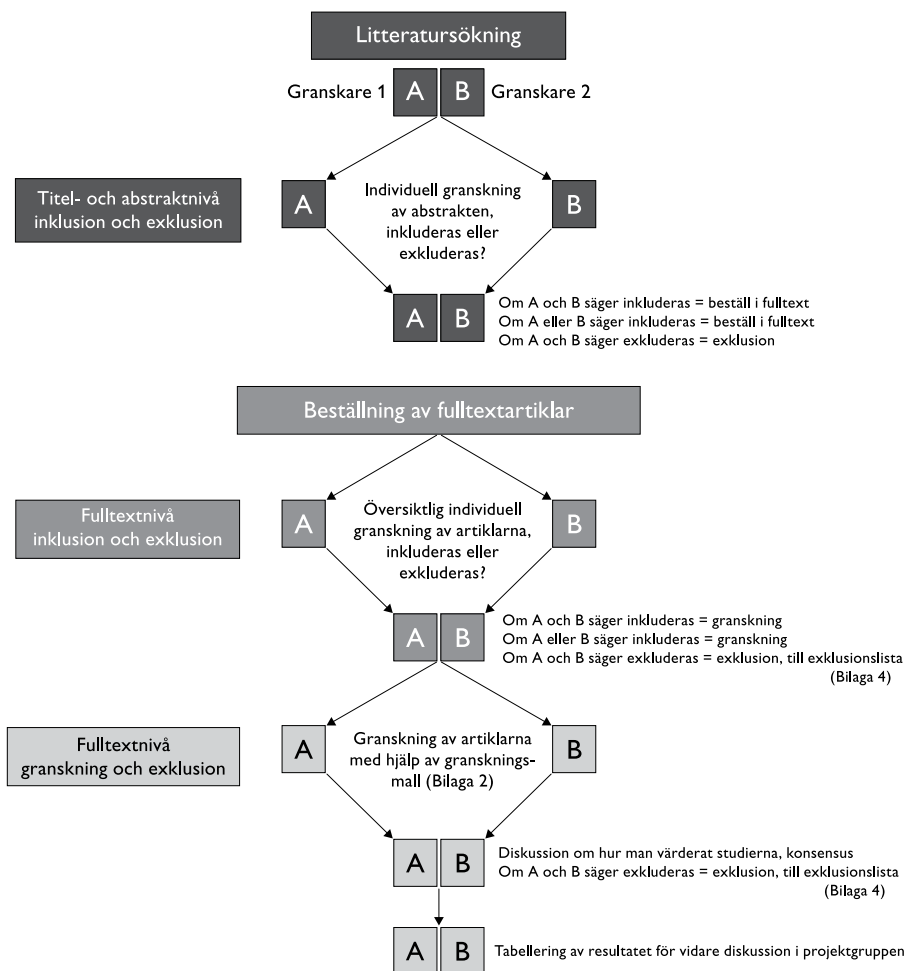 Litteratursökning
Granskare 1 A B Granskare 2
Titel- och abstraktnivå
inklusion och exklusion
A
Individuell granskning
av abstrakten,
inkluderas eller
exkluderas?
B
A B
Om A och B säger inkluderas = beställ i fulltext
Om A eller B säger inkluderas = beställ i fulltext
Om A och B säger exkluderas = exklusion
Beställning av fulltextartiklar
Fulltextnivå
inklusion och exklusion
A
Översiktlig individuell
granskning av artiklarna,
inkluderas eller
exkluderas?
B
A B
Om A och B säger inkluderas = granskning
Om A eller B säger inkluderas = granskning
Om A och B säger exkluderas = exklusion, till exklusionslista
(Bilaga 4)
Fulltextnivå
granskning och exklusion
A
Granskning av artiklarna
med hjälp av gransknings-
mall (Bilaga 2)
B
A B
Diskussion om hur man värderat studierna, konsensus
Om A och B säger exkluderas = exklusion, till exklusionslista
(Bilaga 4)
A B
Tabellering av resultatet för vidare diskussion i projektgruppen